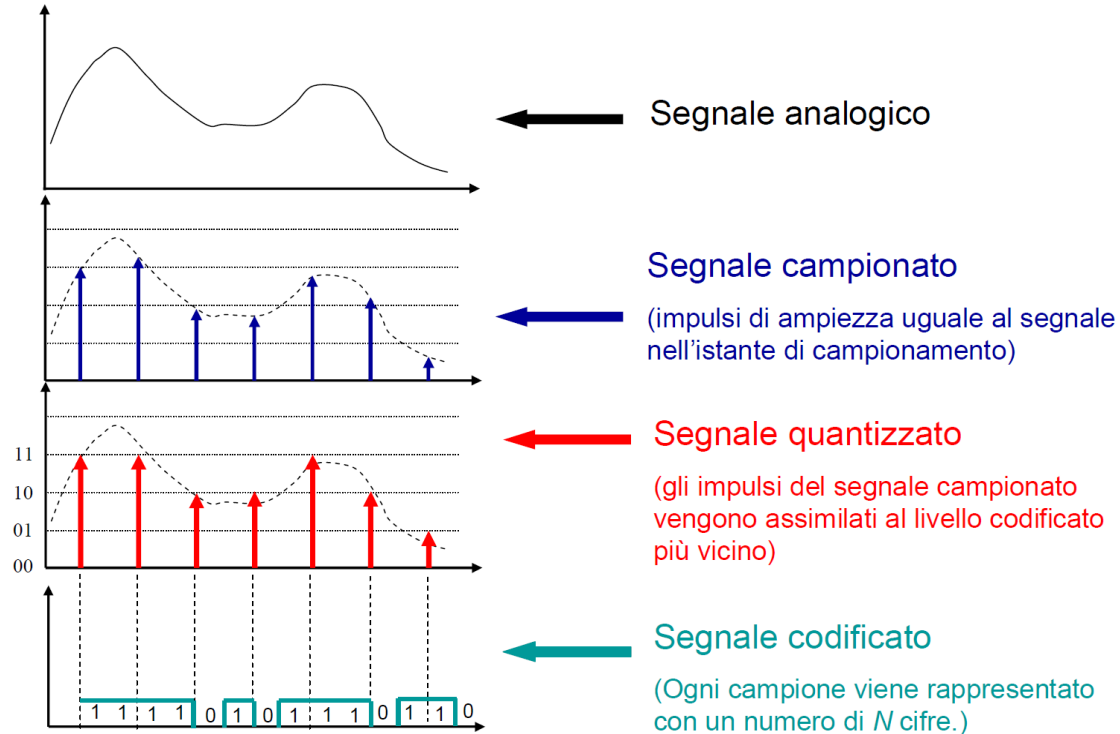 Segnale analogico
Segnale campionato
(impulsi di ampiezza uguale al segnale
nell'istante di campionamento)
11
10
01
00
Segnale quantizzato
(gli impulsi del segnale campionato
vengono assimilati al livello codificato
più vicino)
Segnale codificato
(Ogni campione viene rappresentato
con un numero di N cifre.)
1 1 1 1 0 1 0 1 1 1 0 1 1 0